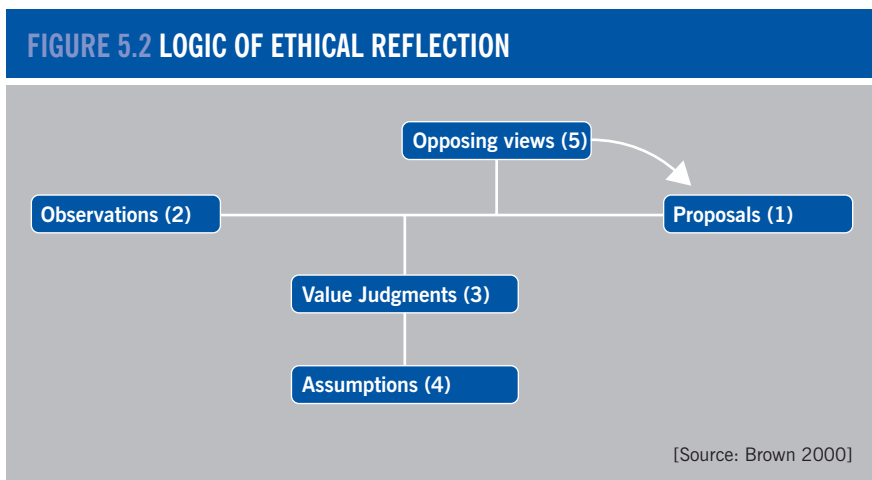 FIGURE 5.2 LOGIC OF ETHICAL REFLECTION
Opposing views (5)
Observations (2)
Proposals (1)
Value Judgments (3)
Assumptions (4)
[Source: Brown 2000]